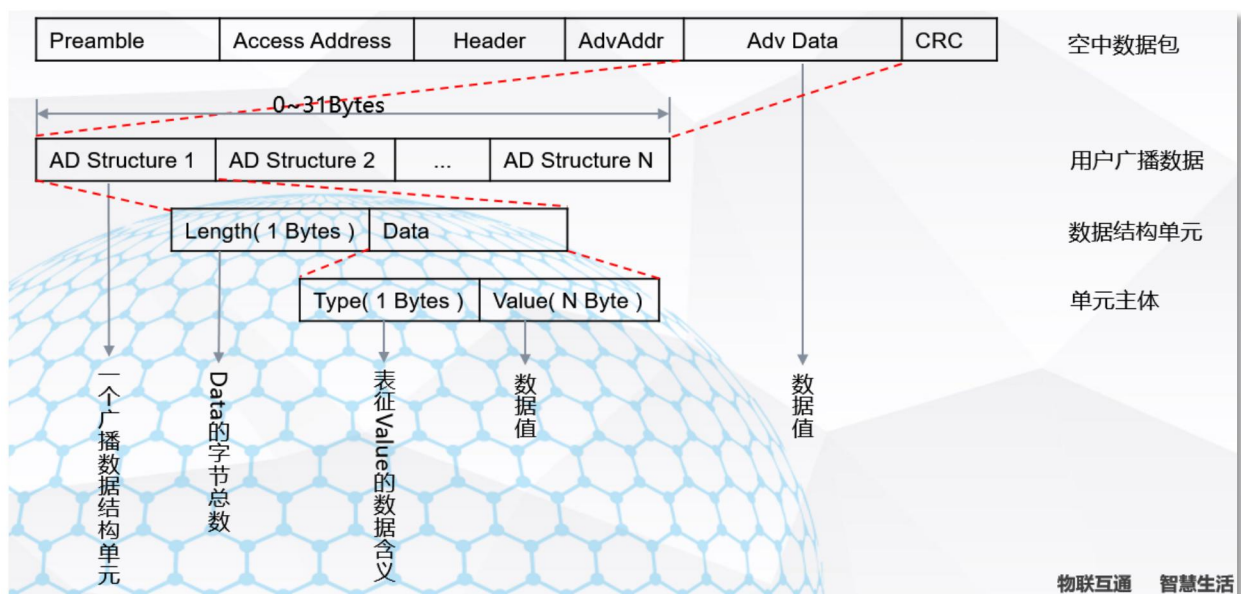 Preamble Access Address Header AdvAddr Adv Data CRC 空中数据包
0~31Bytes
AD Structure 1 AD Structure 2 ... AD Structure N 用户广播数据
Length( 1 Bytes ) Data 数据结构单元
Type( 1 Bytes ) Value( N Byte ) 单元主体
一个广播数据结构单元
Data的字节总数
表征Value的数据含义
数据值
数据值
物联互通 智慧生活